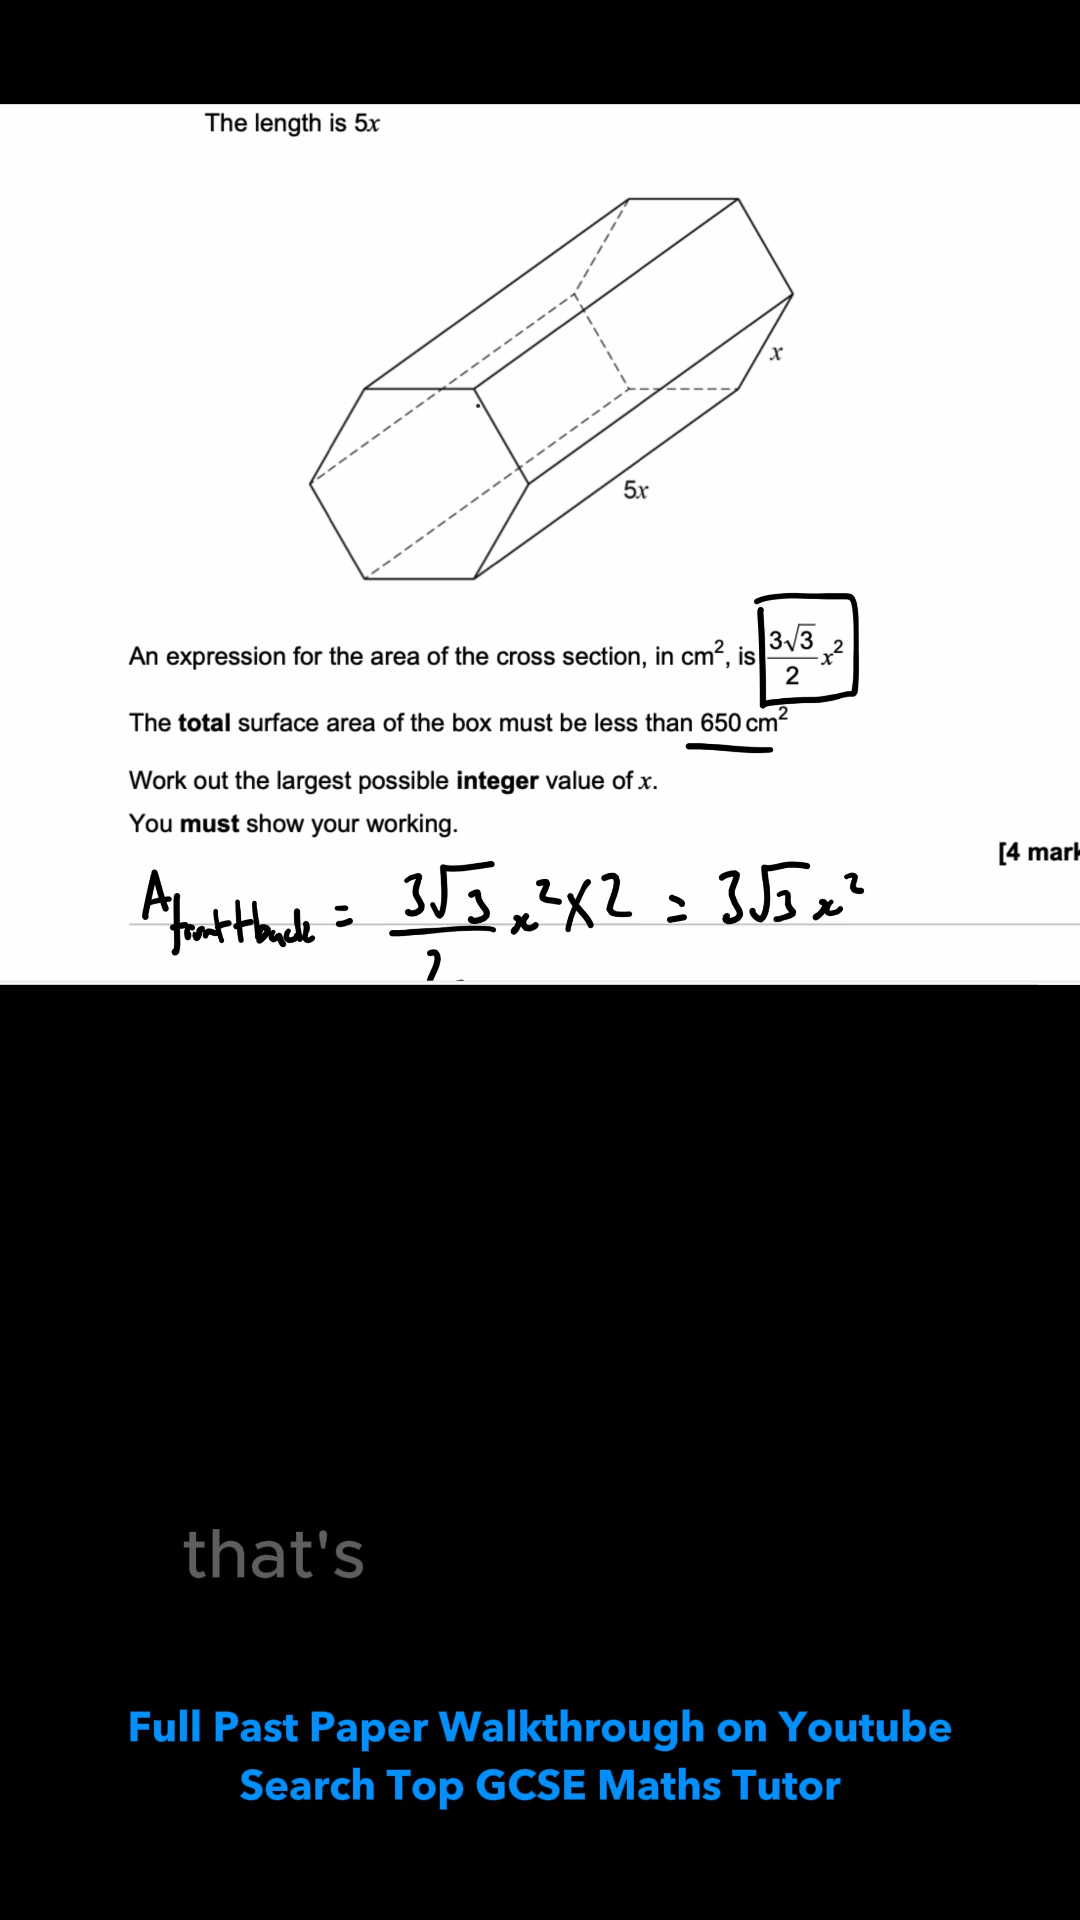 The length is 5x
x
5x
An expression for the area of the cross section, in cm², is 3√3/2 x²
The total surface area of the box must be less than 650 cm²
Work out the largest possible integer value of x.
You must show your working.
[4 mark
A front+back = 3√3/2 x² × 2 = 3√3 x²
that's
Full Past Paper Walkthrough on Youtube
Search Top GCSE Maths Tutor